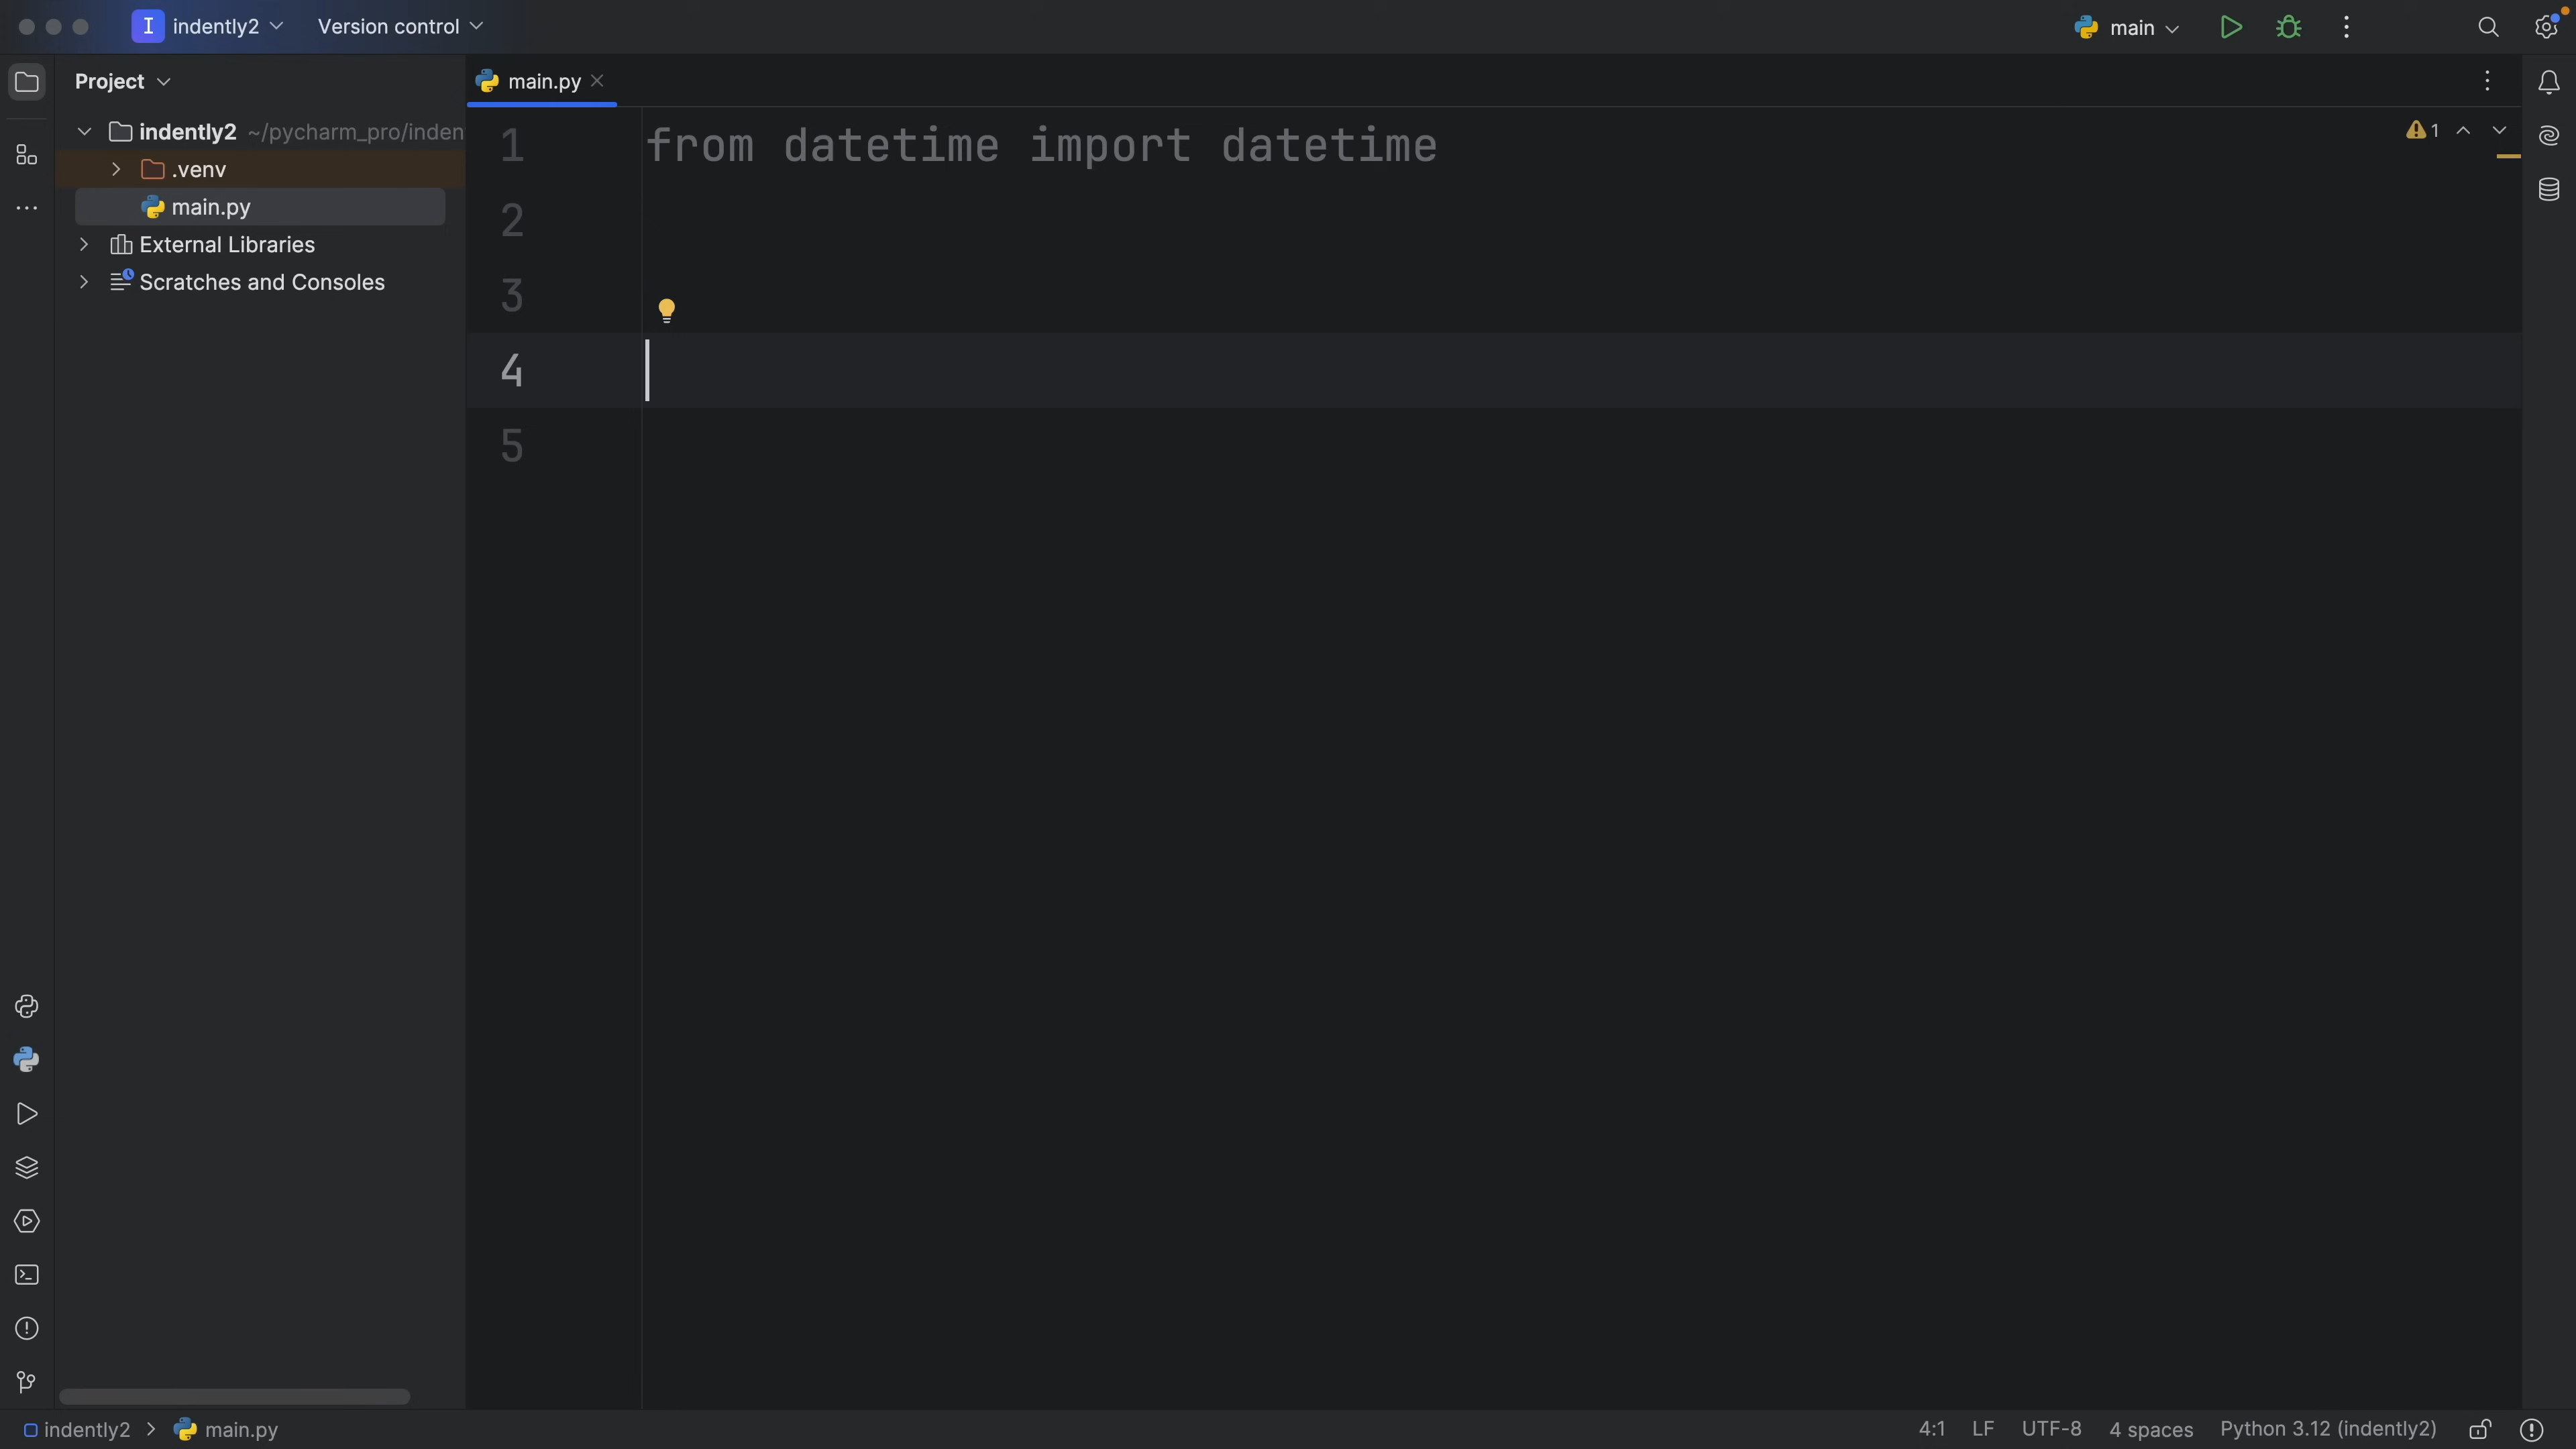 I indently2 Version control main
Project
main.py
indently2 ~/pycharm_pro/inden
.venv
main.py
External Libraries
Scratches and Consoles
1 from datetime import datetime
2
3
4
5
1
indently2 > main.py 4:1 LF UTF-8 4 spaces Python 3.12 (indently2)